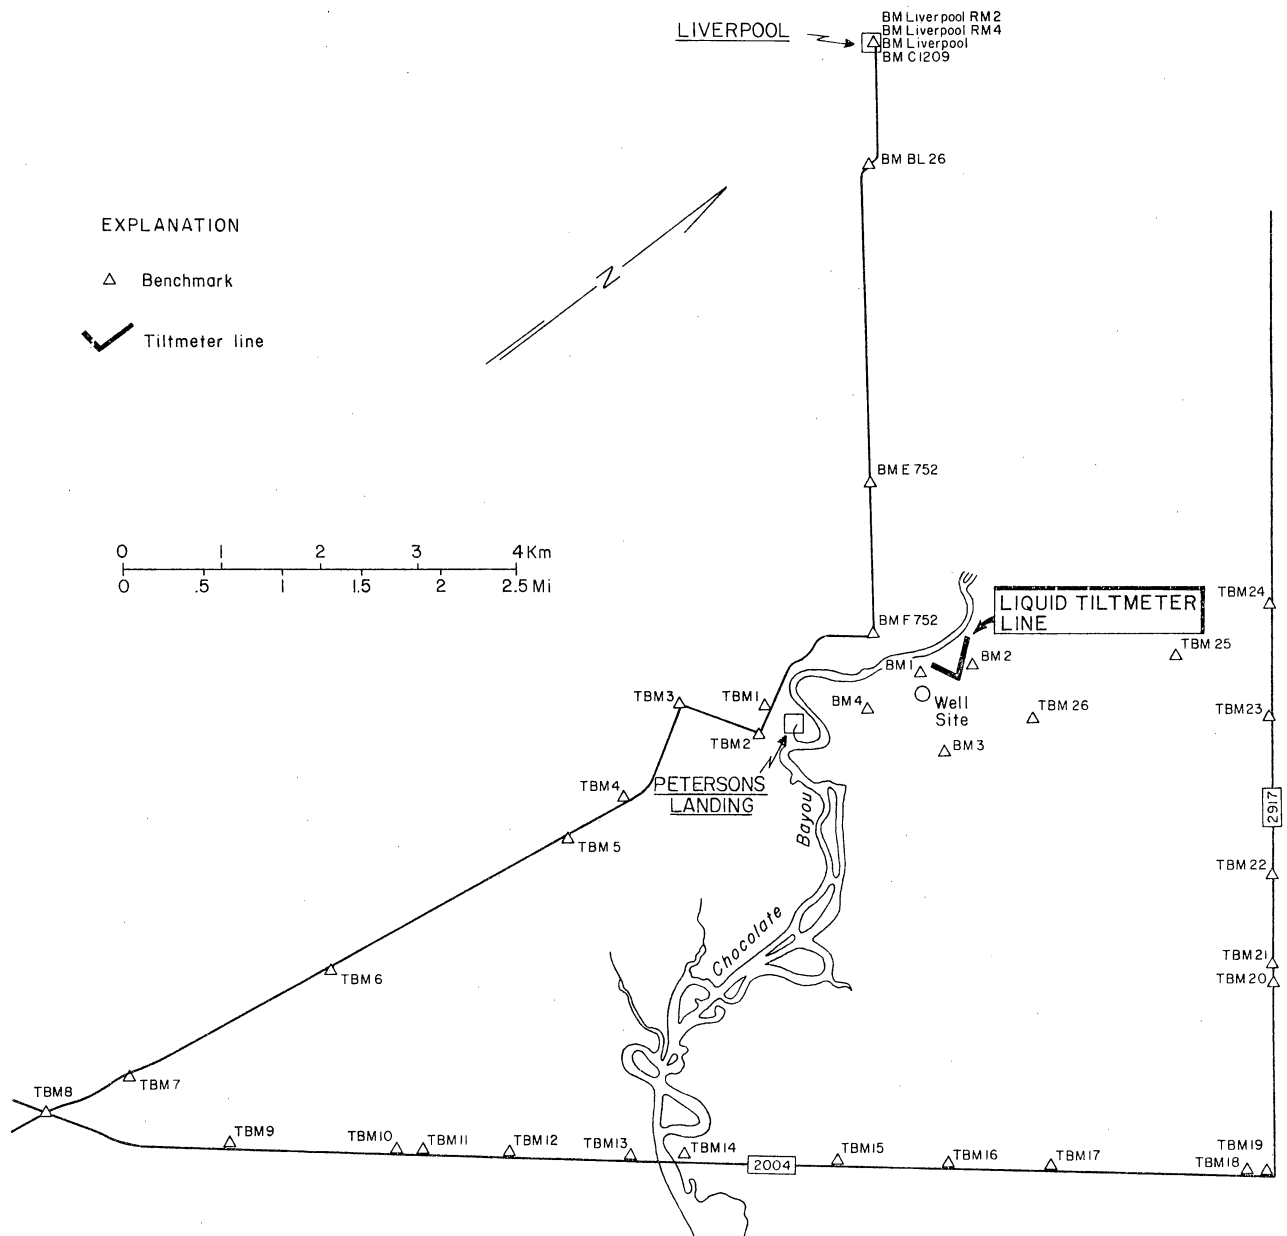 BM Liverpool RM2
LIVERPOOL
BM Liverpool RM4
BM Liverpool
BM C1209
BM BL 26
EXPLANATION
Benchmark
Tiltmeter line
N
BM E 752
0 1 2 3 4 Km
0 .5 1 1.5 2 2.5 Mi
LIQUID TILTMETER
LINE
TBM24
BM F 752
TBM 25
BM 1
BM 2
TBM3
TBM1
BM 4
Well
Site
TBM 26
TBM23
TBM2
BM 3
PETERSONS
LANDING
TBM4
Bayou
2917
TBM 5
TBM22
Chocolate
TBM21
TBM20
TBM 6
TBM 7
TBM8
TBM9
TBM10
TBM11
TBM12
TBM13
TBM14
2004
TBM15
TBM16
TBM17
TBM19
TBM18